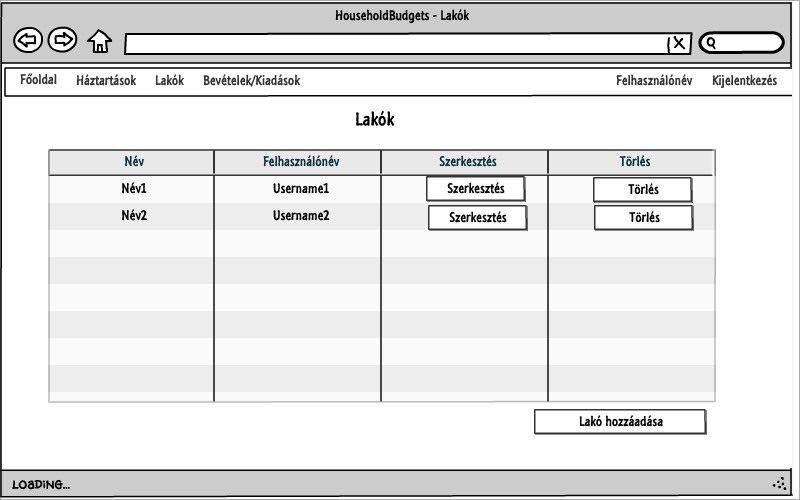 HouseholdBudgets - Lakók
Főoldal Háztartások Lakók Bevételek/Kiadások Felhasználónév Kijelentkezés
Lakók
Név Felhasználónév Szerkesztés Törlés
Név1 Username1 Szerkesztés Törlés
Név2 Username2 Szerkesztés Törlés
Lakó hozzáadása
LOADING...